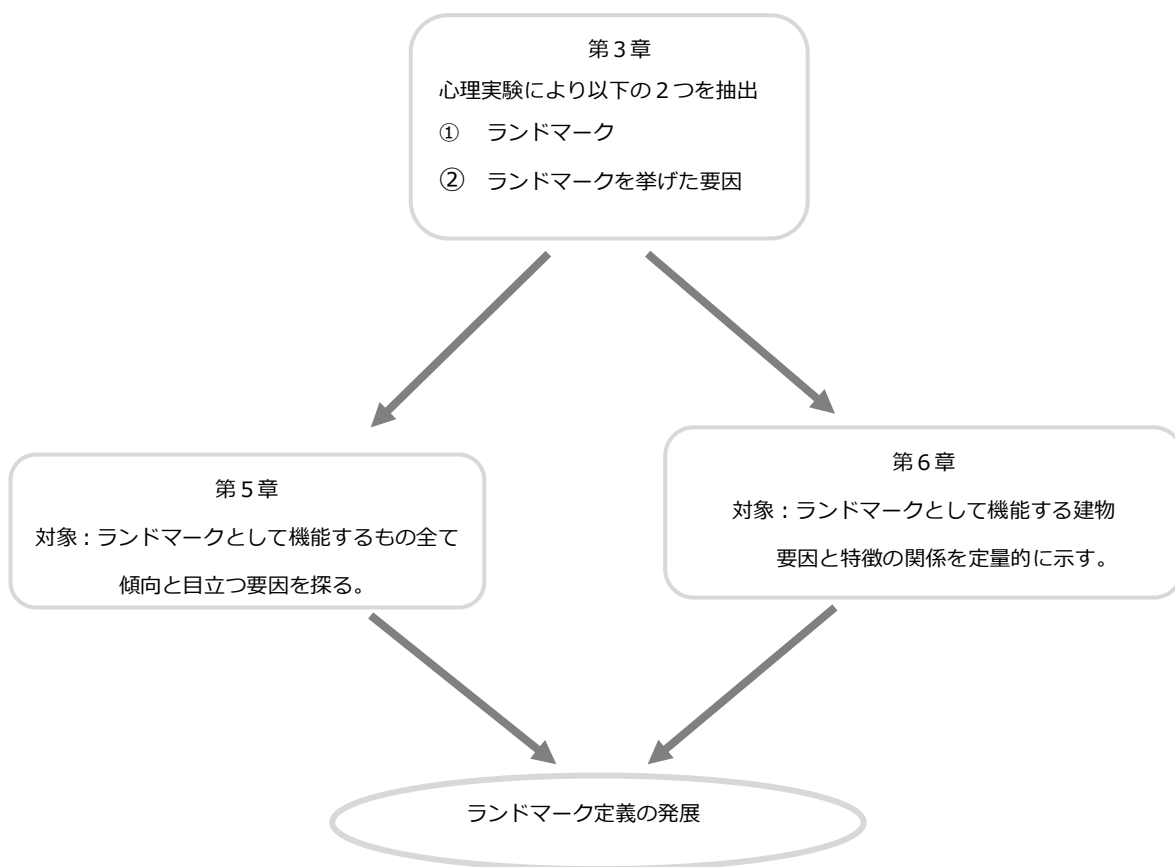 第３章
心理実験により以下の２つを抽出
① ランドマーク
② ランドマークを挙げた要因
第５章
対象：ランドマークとして機能するもの全て
傾向と目立つ要因を探る。
第６章
対象：ランドマークとして機能する建物
要因と特徴の関係を定量的に示す。
ランドマーク定義の発展